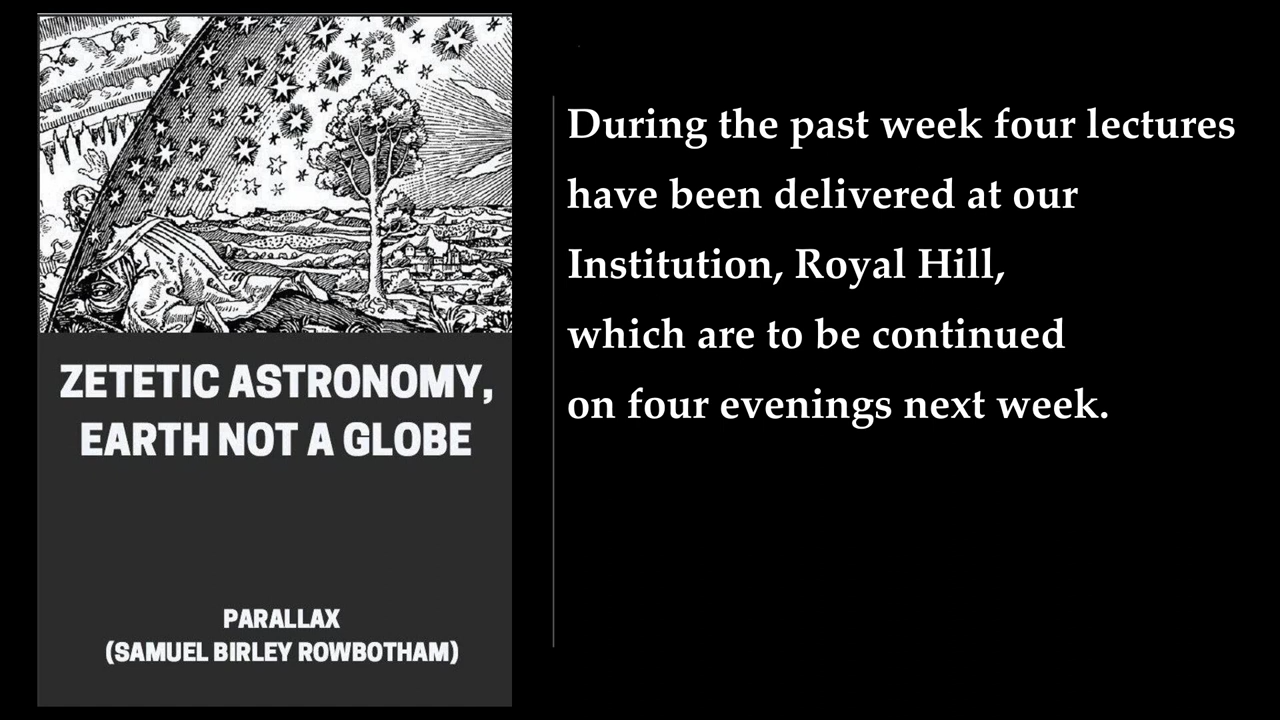 ZETETIC ASTRONOMY,
EARTH NOT A GLOBE
PARALLAX
(SAMUEL BIRLEY ROWBOTHAM)
During the past week four lectures
have been delivered at our
Institution, Royal Hill,
which are to be continued
on four evenings next week.